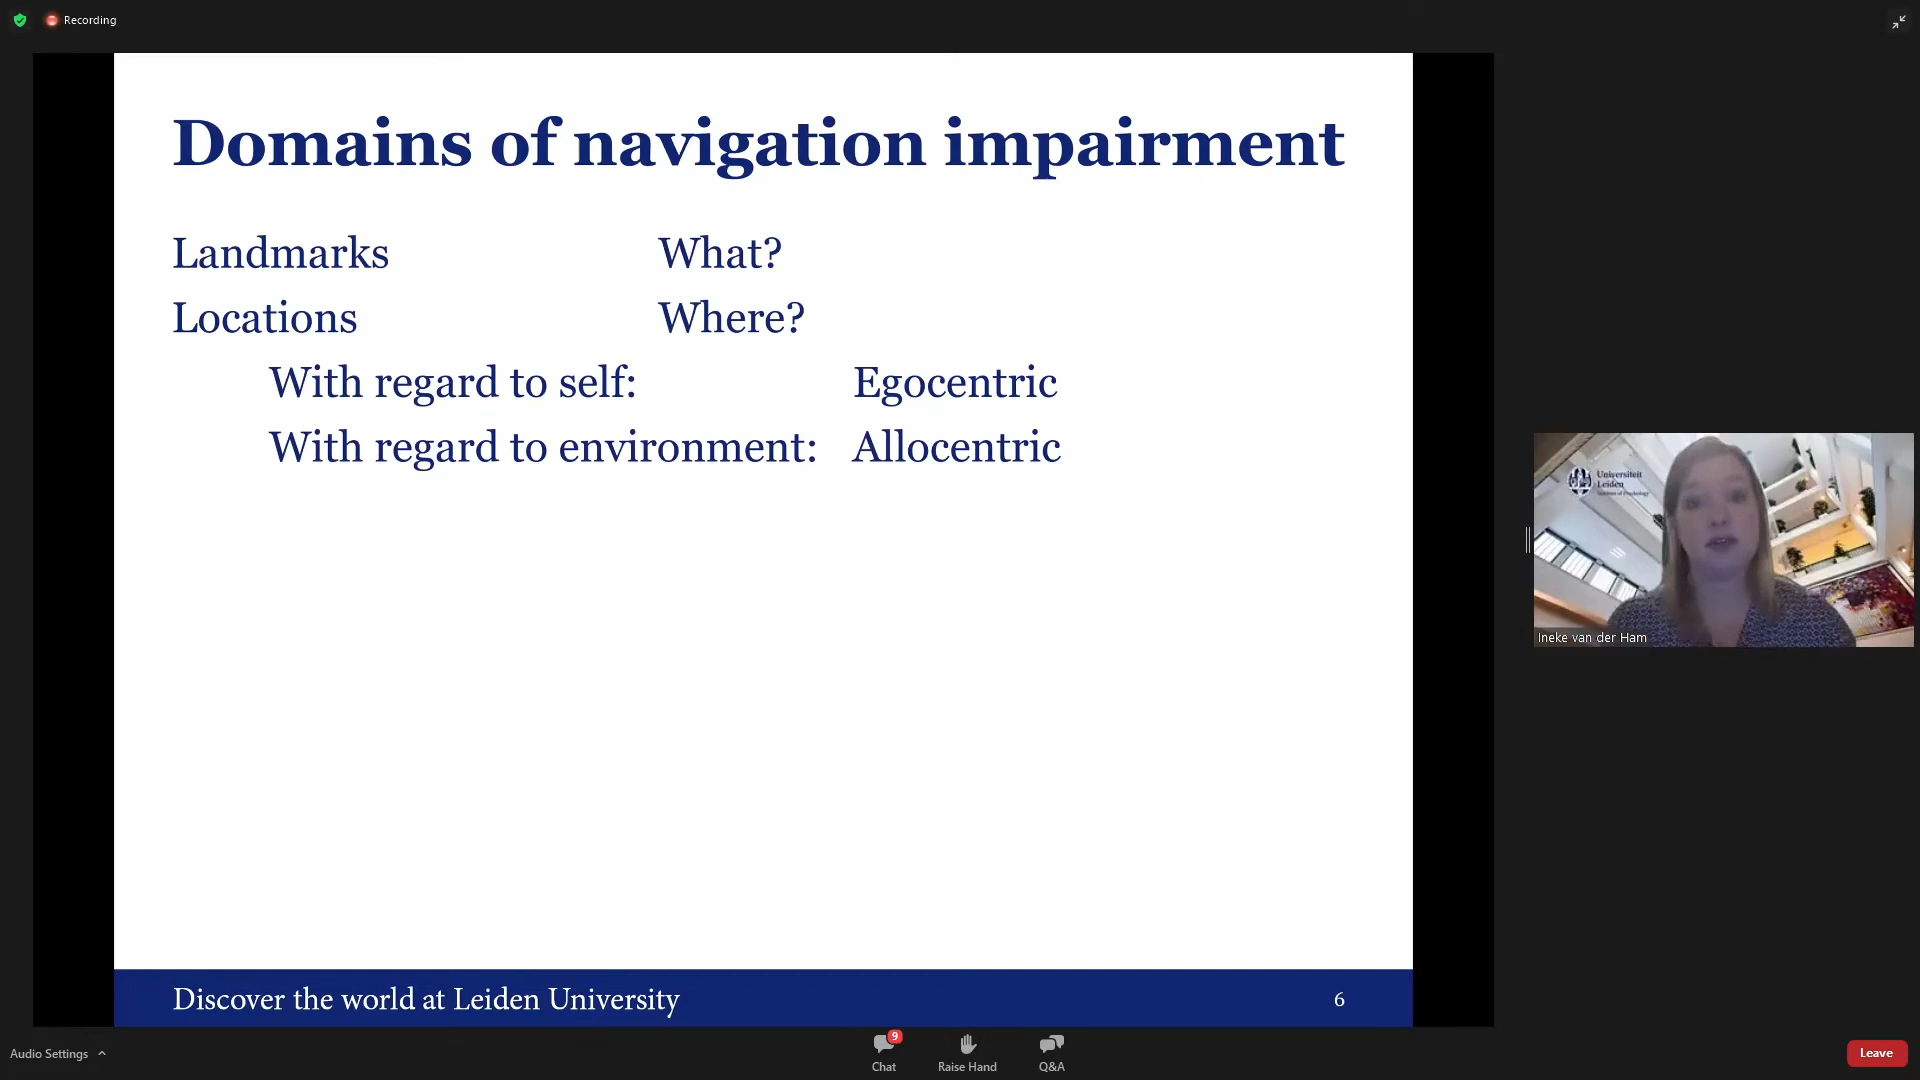 Recording
Domains of navigation impairment
Landmarks What?
Locations Where?
With regard to self: Egocentric
With regard to environment: Allocentric
Universiteit
Leiden
Ineke van der Ham
Discover the world at Leiden University 6
Audio Settings
9
Chat
Raise Hand
Q&A
Leave